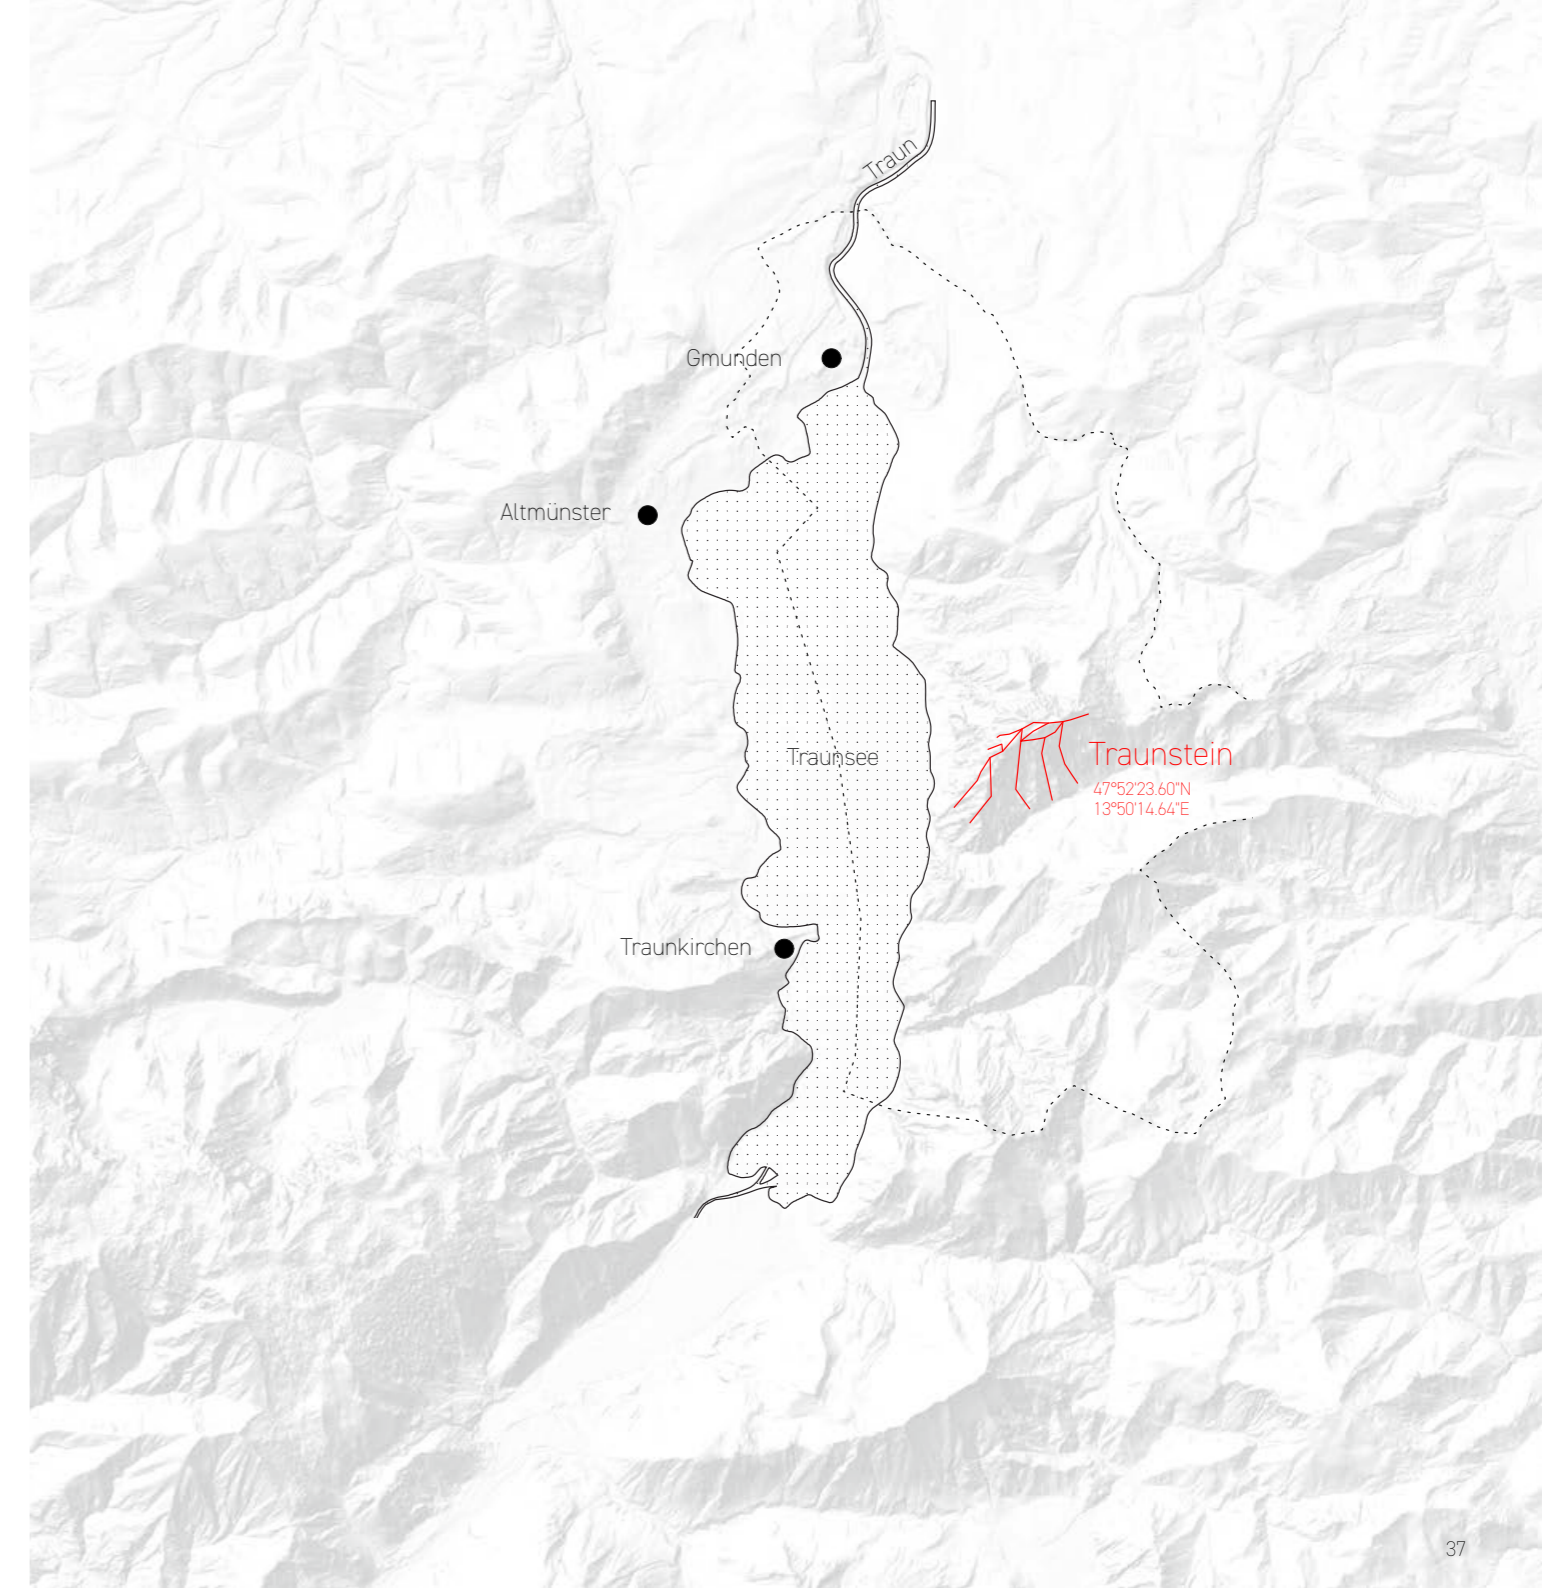 Traun
Gmunden
Altmünster
Traunsee
Traunstein
47°52'23.60"N
13°50'14.64"E
Traunkirchen
37